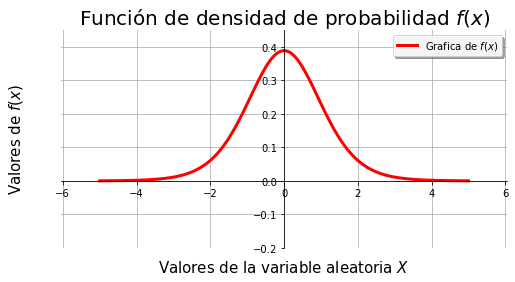 Función de densidad de probabilidad f(x)
Grafica de f(x)
Valores de f(x)
0.4
0.3
0.2
0.1
0.0
−0.1
−0.2
−6 −4 −2 0 2 4 6
Valores de la variable aleatoria X